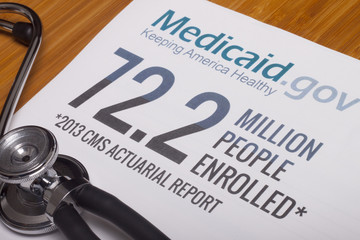 Medicaid.gov
Keeping America Healthy
72.2 MILLION
PEOPLE
ENROLLED*
*2013 CMS ACTUARIAL REPORT